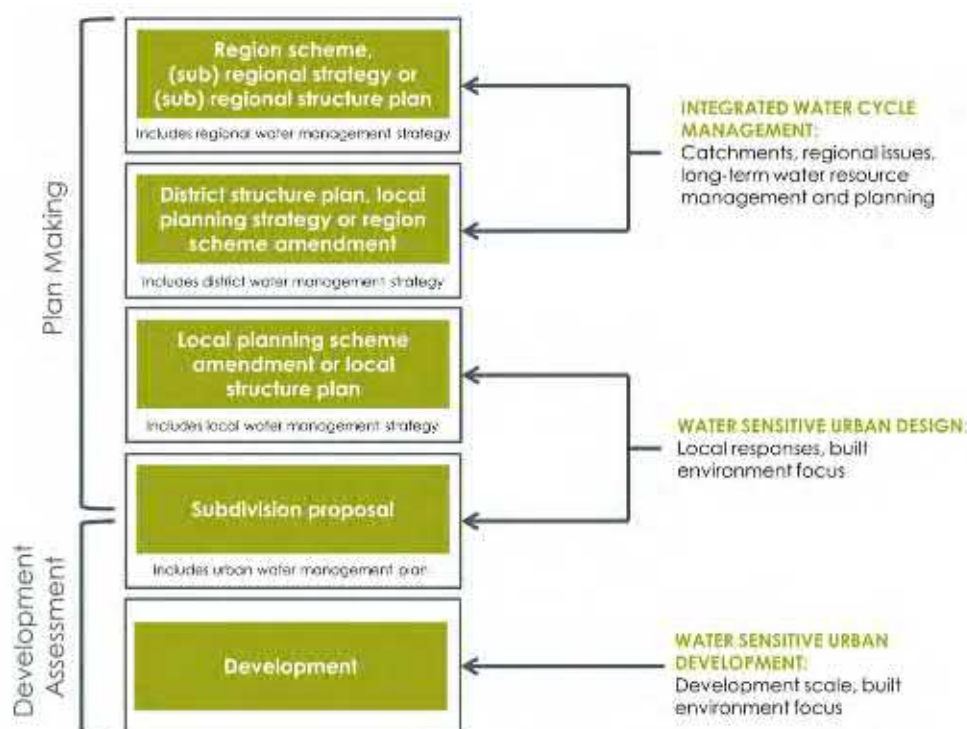 Plan Making
Region scheme,
(sub) regional strategy or
(sub) regional structure plan
Includes regional water management strategy
District structure plan, local
planning strategy or region
scheme amendment
Includes district water management strategy
Local planning scheme
amendment or local
structure plan
Includes local water management strategy
Development
Assessment
Subdivision proposal
Includes urban water management plan
Development
INTEGRATED WATER CYCLE
MANAGEMENT:
Catchments, regional issues,
long-term water resource
management and planning
WATER SENSITIVE URBAN DESIGN:
Local responses, built
environment focus
WATER SENSITIVE URBAN
DEVELOPMENT:
Development scale, built
environment focus